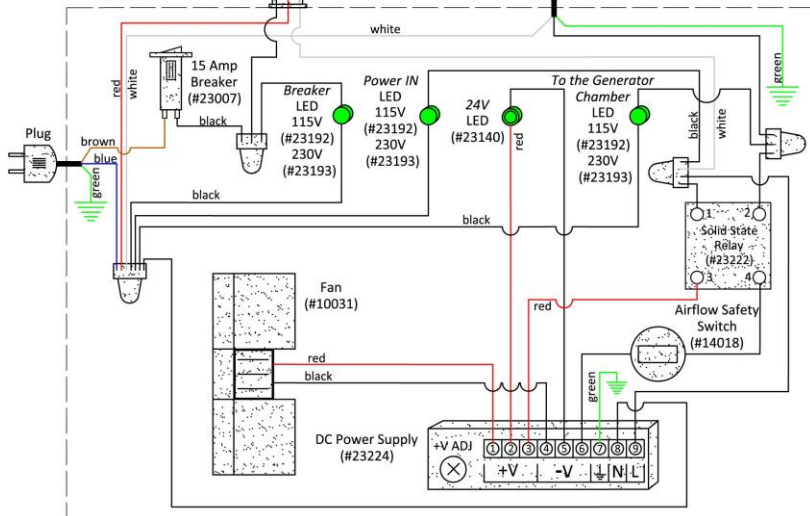 white
red
white
15 Amp
Breaker
(#23007)
black
Breaker
LED
115V
(#23192)
230V
(#23193)
Power IN
LED
115V
(#23192)
230V
(#23193)
24V
LED
(#23140)
red
To the Generator
Chamber
LED
115V
(#23192)
230V
(#23193)
black
white
green
Plug
brown
blue
green
black
black
1 2
Solid State
Relay
(#23222)
3 4
Fan
(#10031)
red
Airflow Safety
Switch
(#14018)
red
black
green
DC Power Supply
(#23224)
+V ADJ
1 2 3 4 5 6 7 8 9
+V -V N L